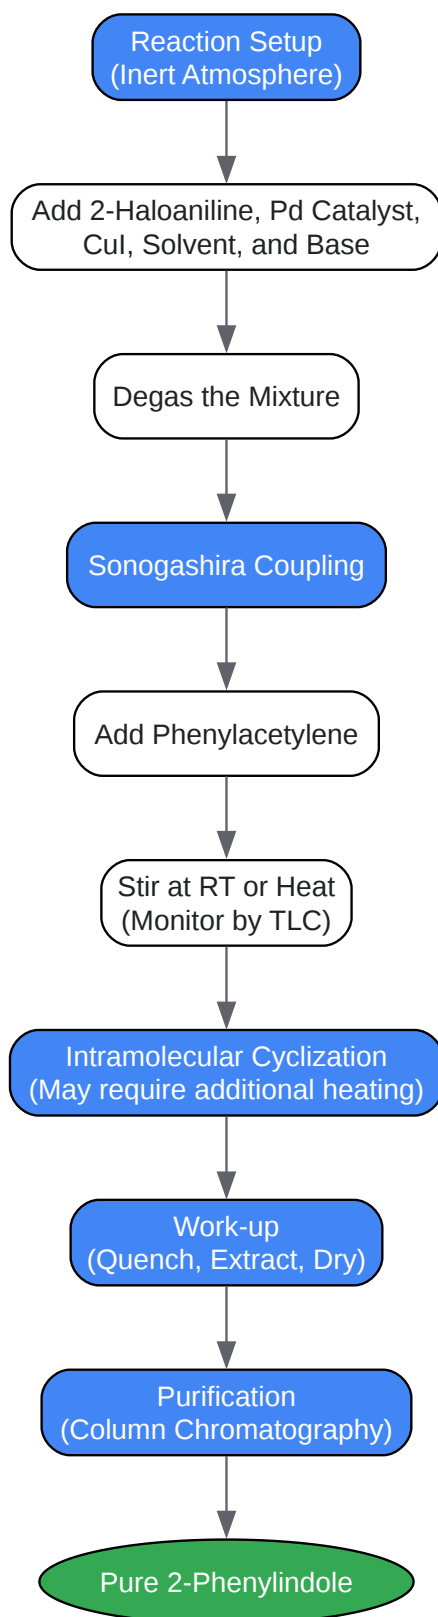 Reaction Setup
(Inert Atmosphere)
Add 2-Haloaniline, Pd Catalyst,
CuI, Solvent, and Base
Degas the Mixture
Sonogashira Coupling
Add Phenylacetylene
Stir at RT or Heat
(Monitor by TLC)
Intramolecular Cyclization
(May require additional heating)
Work-up
(Quench, Extract, Dry)
Purification
(Column Chromatography)
Pure 2-Phenylindole